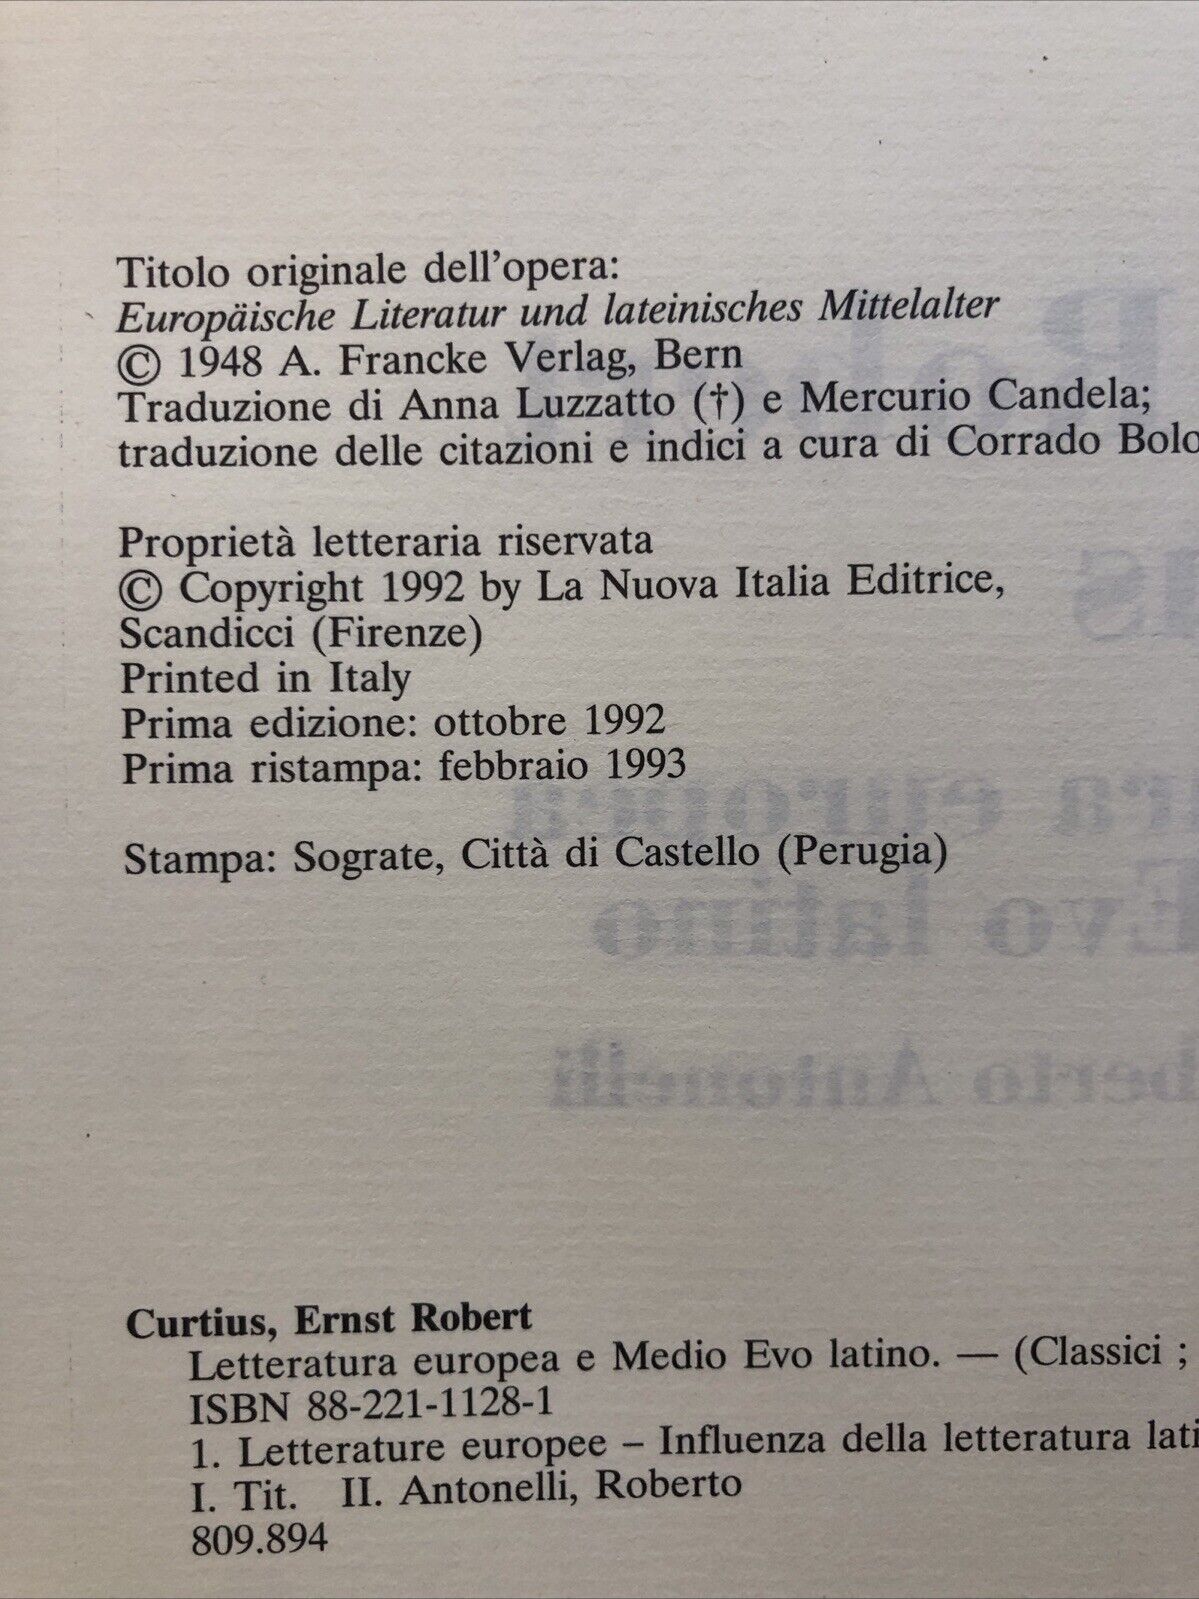 Titolo originale dell'opera:
Europäische Literatur und lateinisches Mittelalter
© 1948 A. Francke Verlag, Bern
Traduzione di Anna Luzzatto (†) e Mercurio Candela;
traduzione delle citazioni e indici a cura di Corrado Bolo
Proprietà letteraria riservata
© Copyright 1992 by La Nuova Italia Editrice,
Scandicci (Firenze)
Printed in Italy
Prima edizione: ottobre 1992
Prima ristampa: febbraio 1993
Stampa: Sograte, Città di Castello (Perugia)
Curtius, Ernst Robert
Letteratura europea e Medio Evo latino. — (Classici ;
ISBN 88-221-1128-1
1. Letterature europee – Influenza della letteratura lati
I. Tit. II. Antonelli, Roberto
809.894